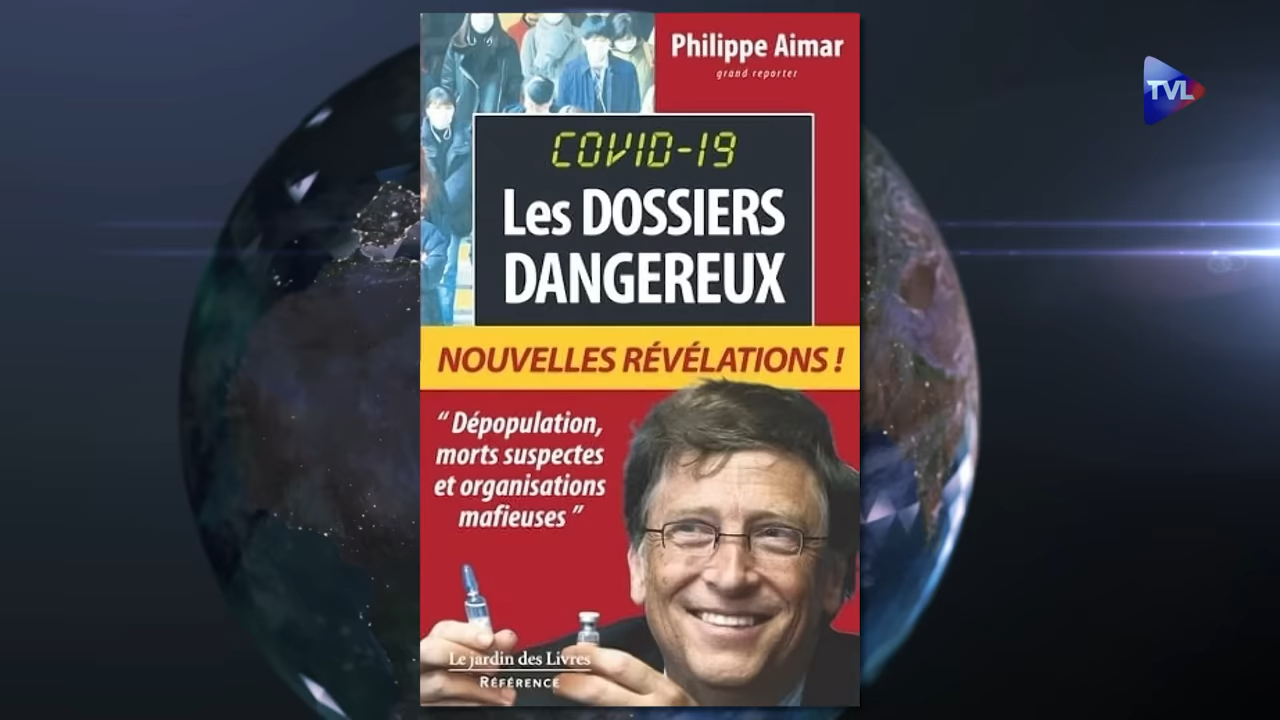 Philippe Aimar
grand reporter
TVL
COVID-19
Les DOSSIERS
DANGEREUX
NOUVELLES RÉVÉLATIONS !
“ Dépopulation,
morts suspectes
et organisations
mafieuses ”
Le jardin des Livres
RÉFÉRENCE